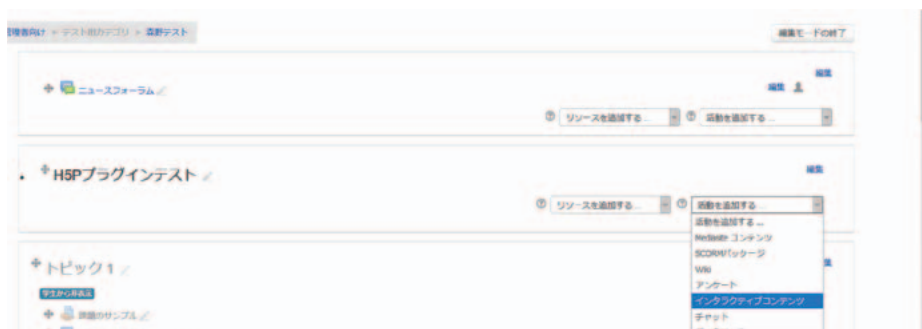 管理者向け ▶ テスト用カテゴリ ▶ 森野テスト
編集モードの終了
編集
ニュースフォーラム
編集
リソースを追加する ...
活動を追加する ...
H5Pプラグインテスト
編集
リソースを追加する ...
活動を追加する ...
活動を追加する ...
Mediasite コンテンツ
SCORMパッケージ
Wiki
アンケート
インタラクティブコンテンツ
チャット
トピック 1
学生から非表示
課題のサンプル